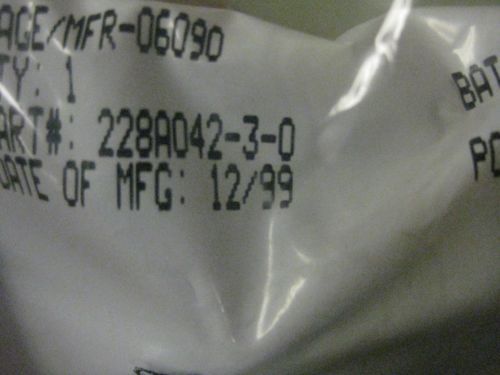 AGE/MFR-06090
TY: 1
ART#: 228A042-3-0
DATE OF MFG: 12/99
BAT
PO